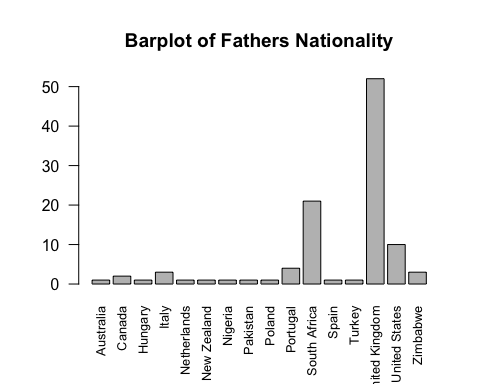 Barplot of Fathers Nationality
50
40
30
20
10
0
Australia
Canada
Hungary
Italy
Netherlands
New Zealand
Nigeria
Pakistan
Poland
Portugal
South Africa
Spain
Turkey
ited Kingdom
United States
Zimbabwe